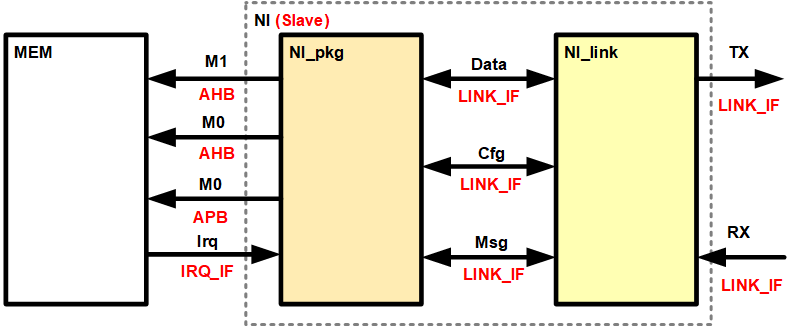 NI (Slave)
MEM
NI_pkg
NI_link
M1
AHB
M0
AHB
M0
APB
Irq
IRQ_IF
Data
LINK_IF
Cfg
LINK_IF
Msg
LINK_IF
TX
LINK_IF
RX
LINK_IF